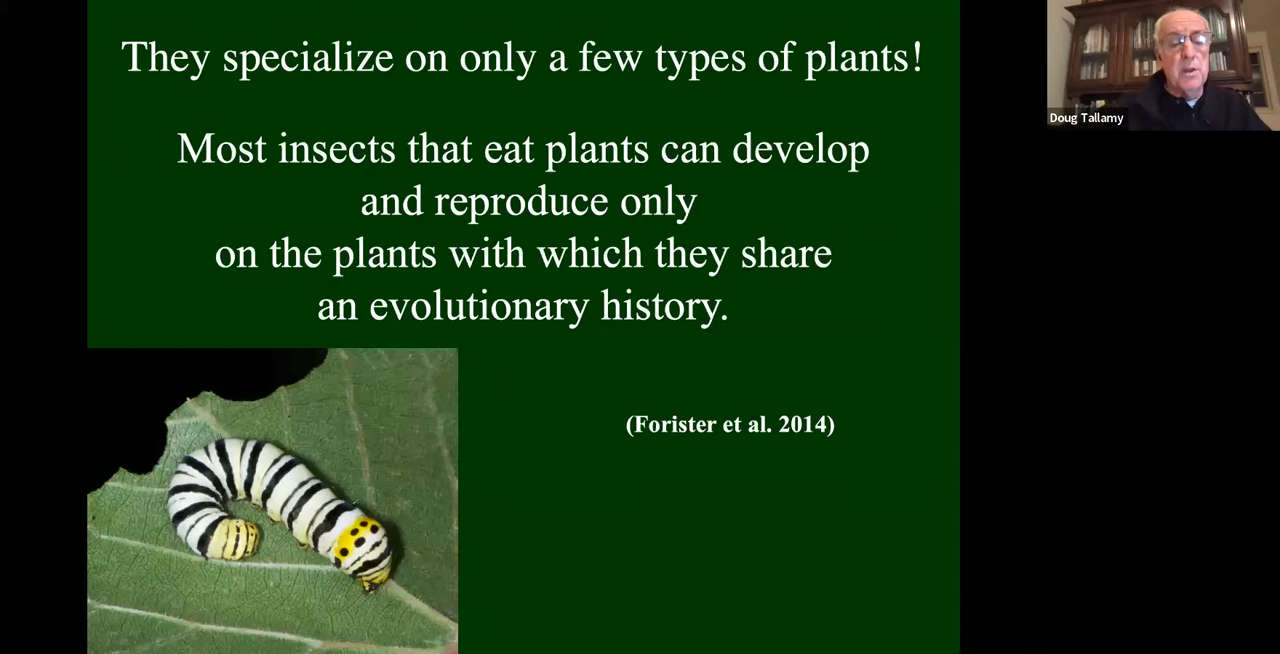 They specialize on only a few types of plants!
Most insects that eat plants can develop
and reproduce only
on the plants with which they share
an evolutionary history.
(Forister et al. 2014)
Doug Tallamy